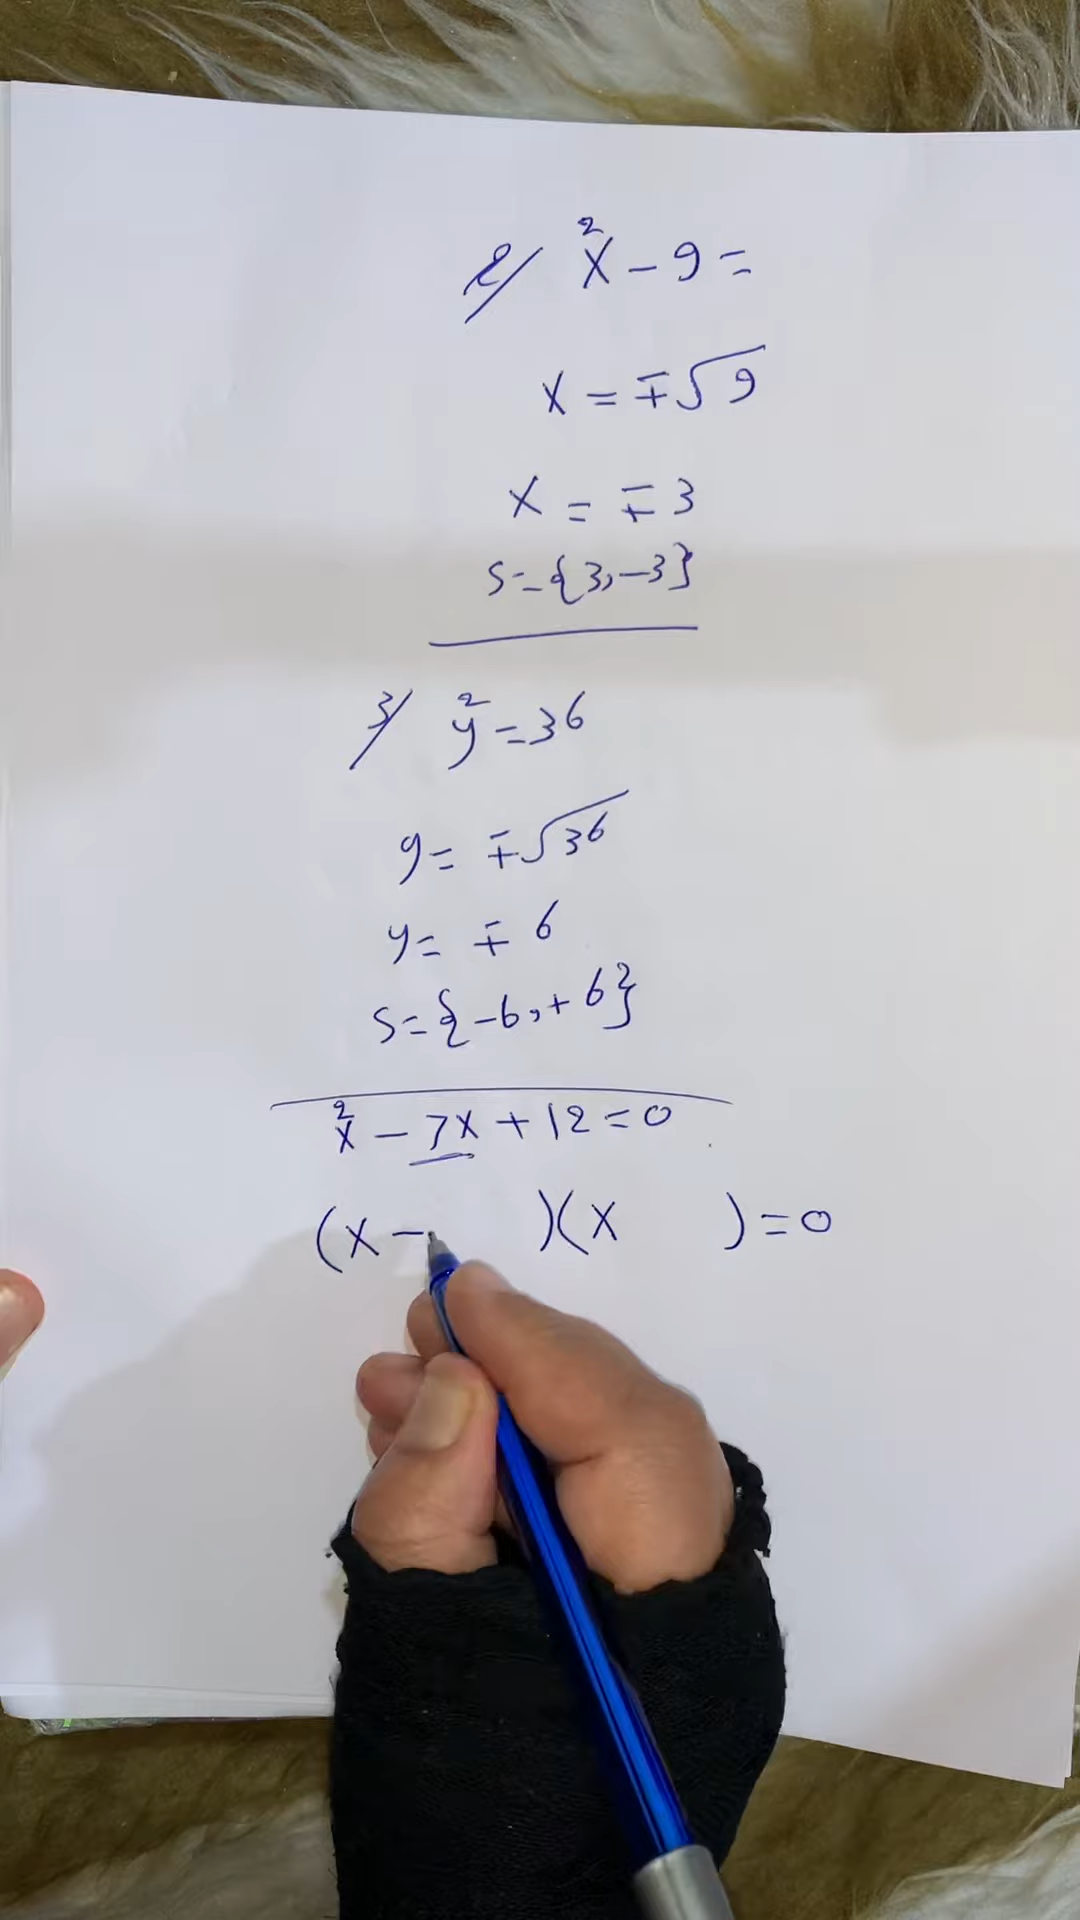 2/ x² - 9 =
x = ∓√9
x = ∓3
S = {3, -3}
3/ y² = 36
y = ∓√36
y = ∓ 6
S = {-6, +6}
x² - 7x + 12 = 0
(x - )(x ) = 0